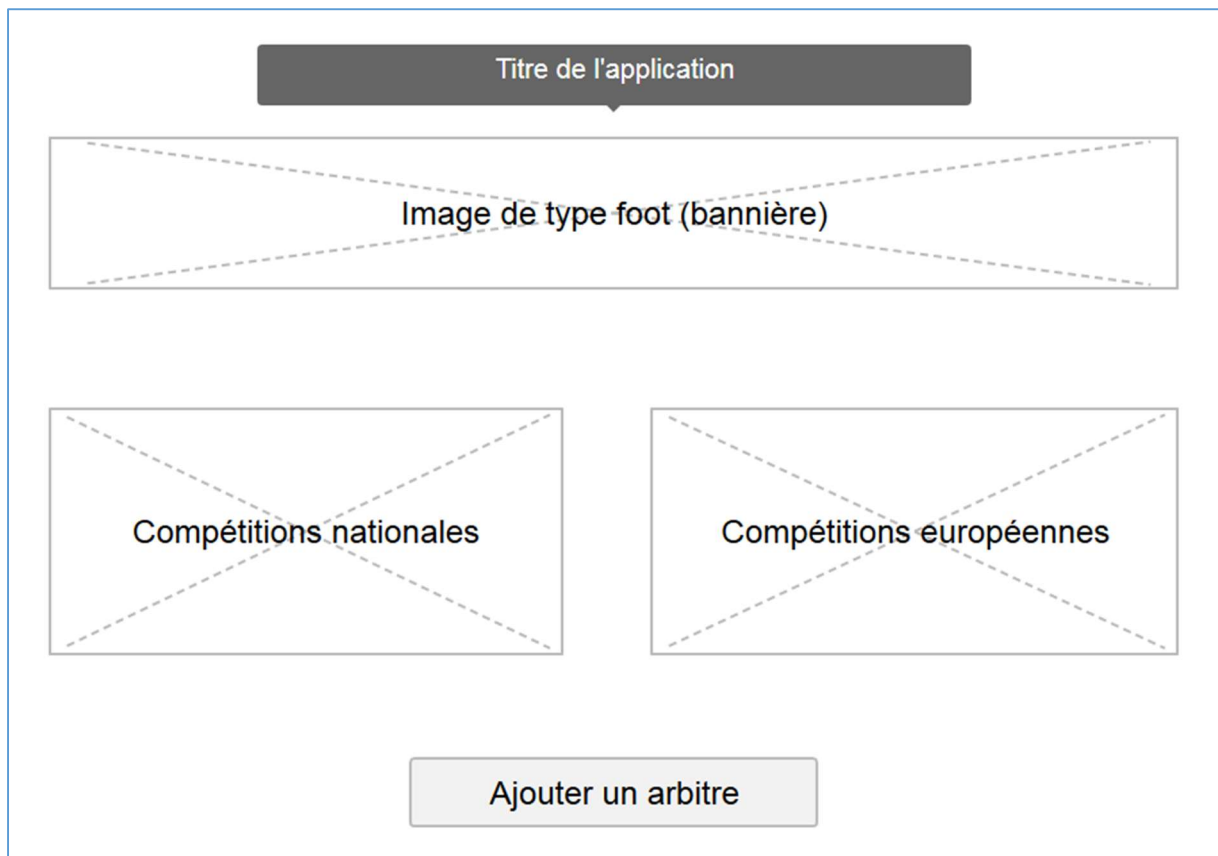 Titre de l'application
Image de type foot (bannière)
Compétitions nationales
Compétitions européennes
Ajouter un arbitre